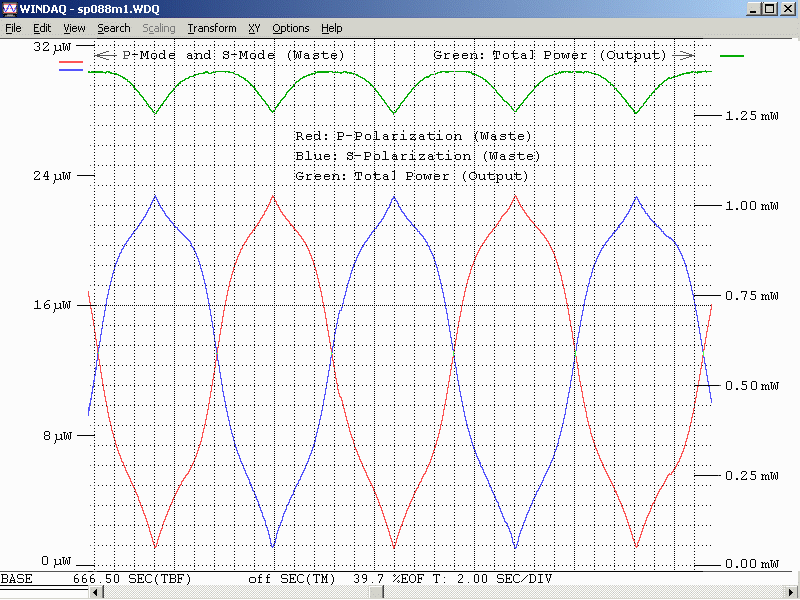 WINDAQ - sp088m1.WDQ
File Edit View Search Scaling Transform XY Options Help
32 µW
P-Mode and S-Mode (Waste) Green: Total Power (Output)
1.25 mW
Red: P-Polarization (Waste)
Blue: S-Polarization (Waste)
Green: Total Power (Output)
24 µW
1.00 mW
0.75 mW
16 µW
0.50 mW
8 µW
0.25 mW
0 µW
0.00 mW
BASE 666.50 SEC(TBF) off SEC(TM) 39.7 %EOF T: 2.00 SEC/DIV